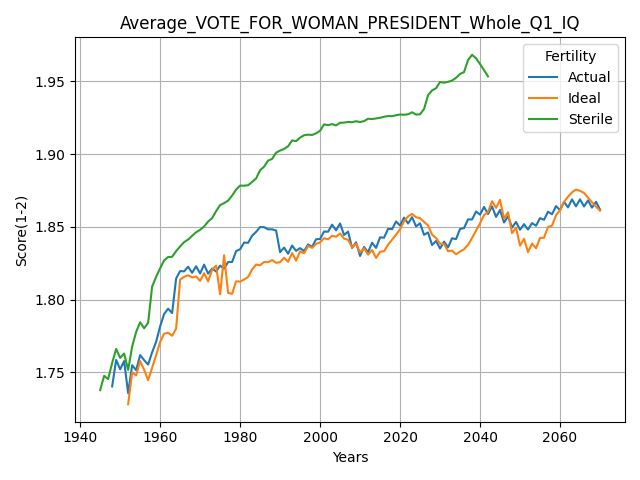 Average_VOTE_FOR_WOMAN_PRESIDENT_Whole_Q1_IQ
Fertility
Actual
Ideal
Sterile
Score(1-2)
1.95
1.90
1.85
1.80
1.75
1940
1960
1980
2000
2020
2040
2060
Years